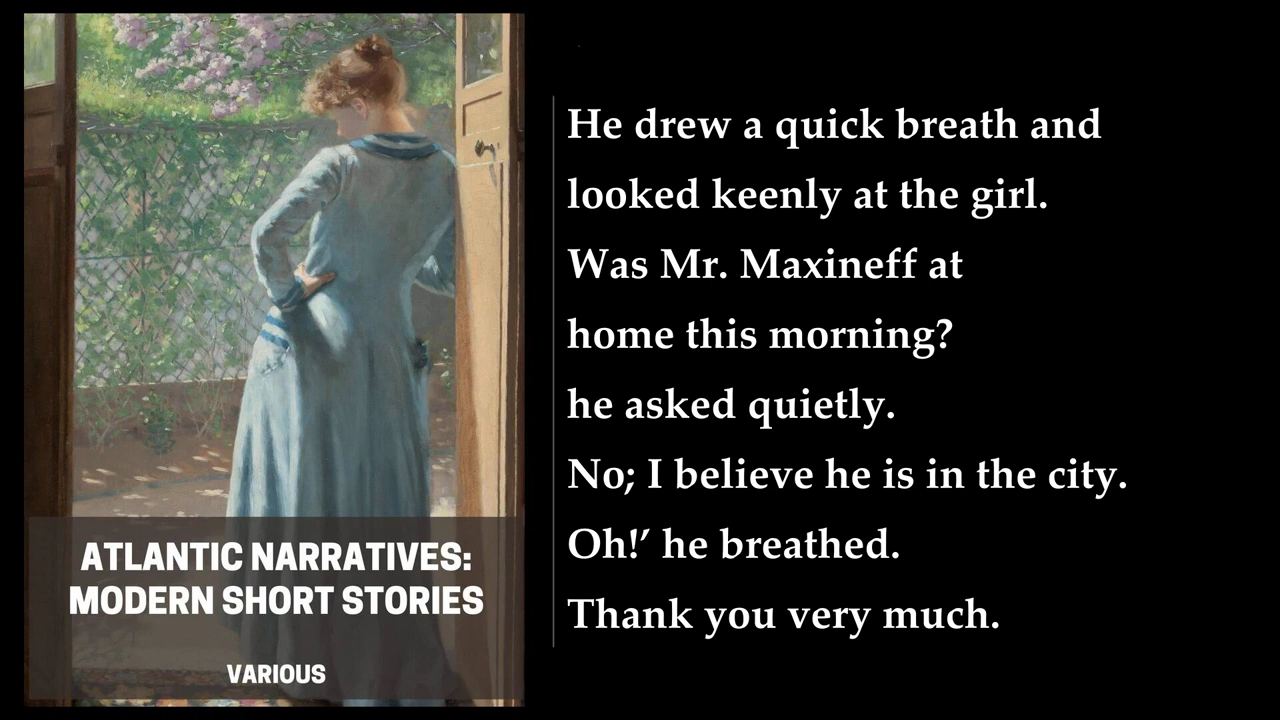 He drew a quick breath and
looked keenly at the girl.
Was Mr. Maxineff at
home this morning?
he asked quietly.
No; I believe he is in the city.
Oh!’ he breathed.
Thank you very much.
ATLANTIC NARRATIVES:
MODERN SHORT STORIES
VARIOUS